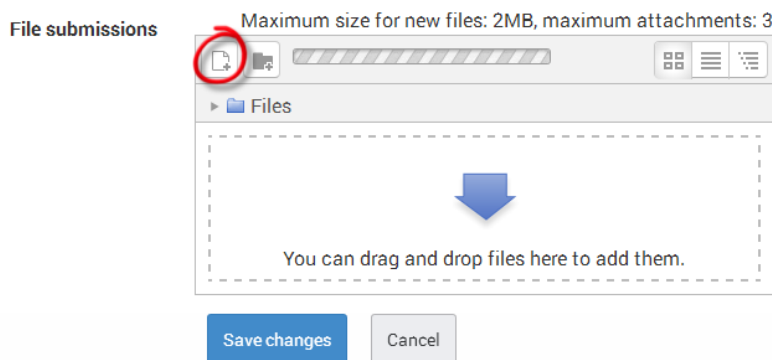 Maximum size for new files: 2MB, maximum attachments: 3
File submissions
Files
You can drag and drop files here to add them.
Save changes
Cancel